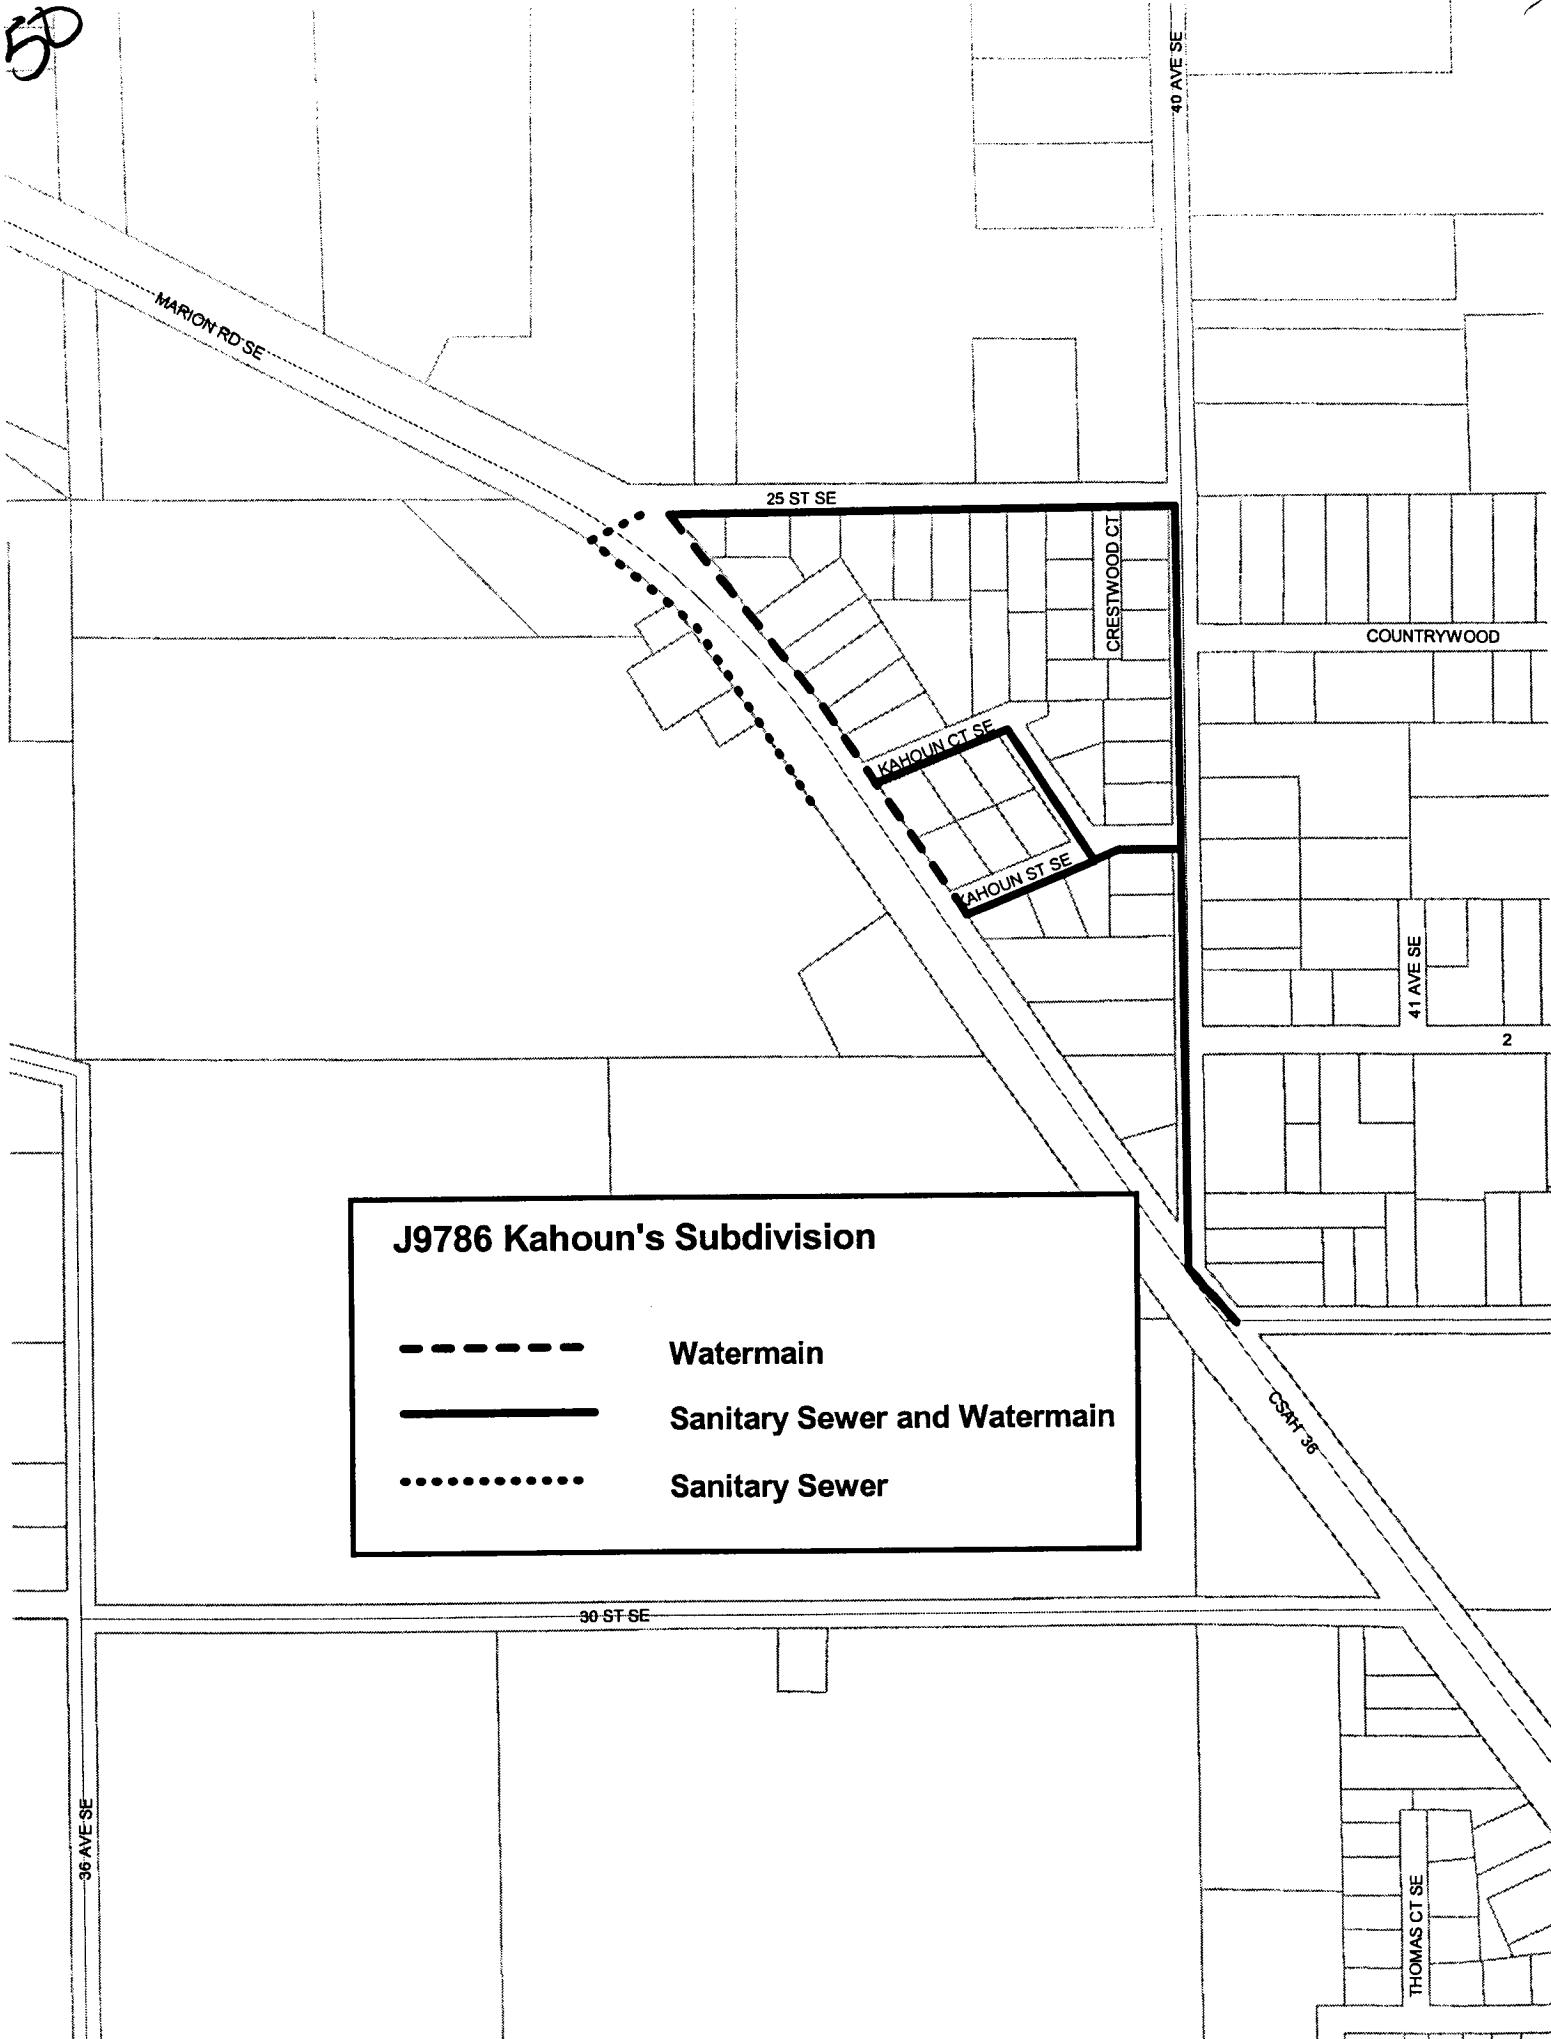 50
40 AVE SE
MARION RD SE
25 ST SE
CRESTWOOD CT
COUNTRYWOOD
KAHOUN CT SE
KAHOUN ST SE
41 AVE SE
2
J9786 Kahoun's Subdivision
Watermain
Sanitary Sewer and Watermain
Sanitary Sewer
CSAH 36
30 ST SE
36 AVE SE
THOMAS CT SE